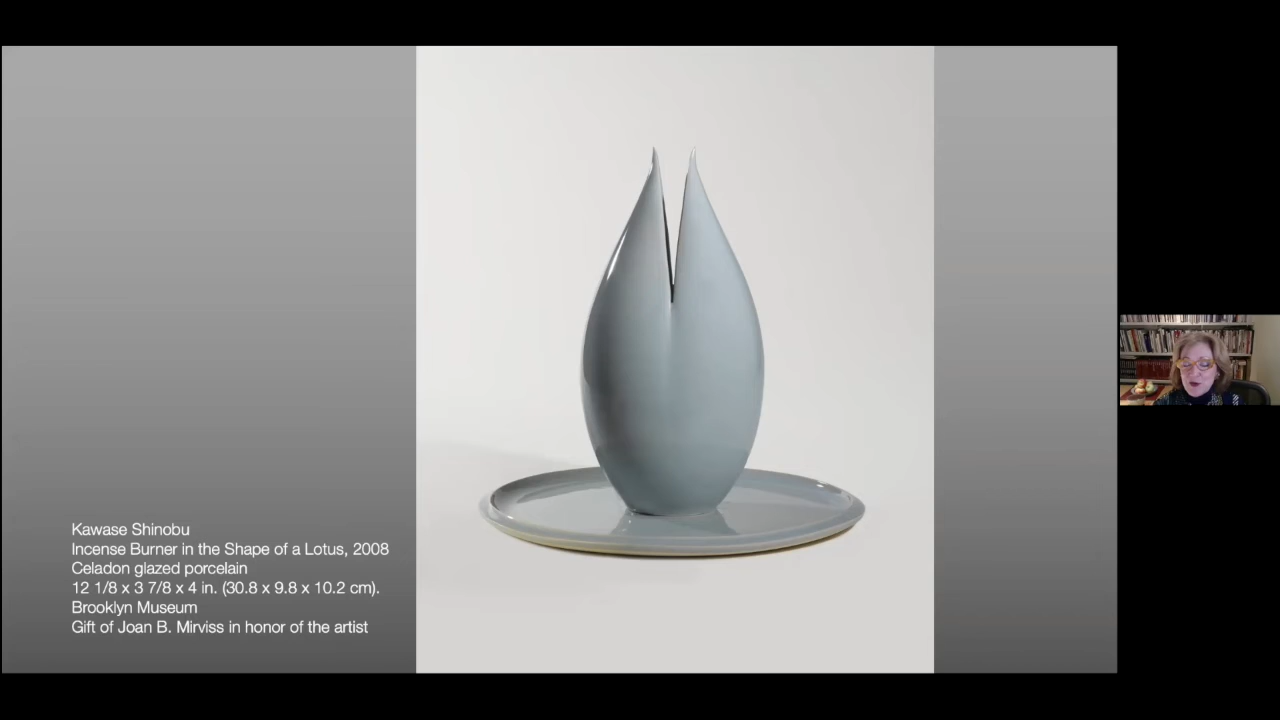 Kawase Shinobu
Incense Burner in the Shape of a Lotus, 2008
Celadon glazed porcelain
12 1/8 x 3 7/8 x 4 in. (30.8 x 9.8 x 10.2 cm).
Brooklyn Museum
Gift of Joan B. Mirviss in honor of the artist